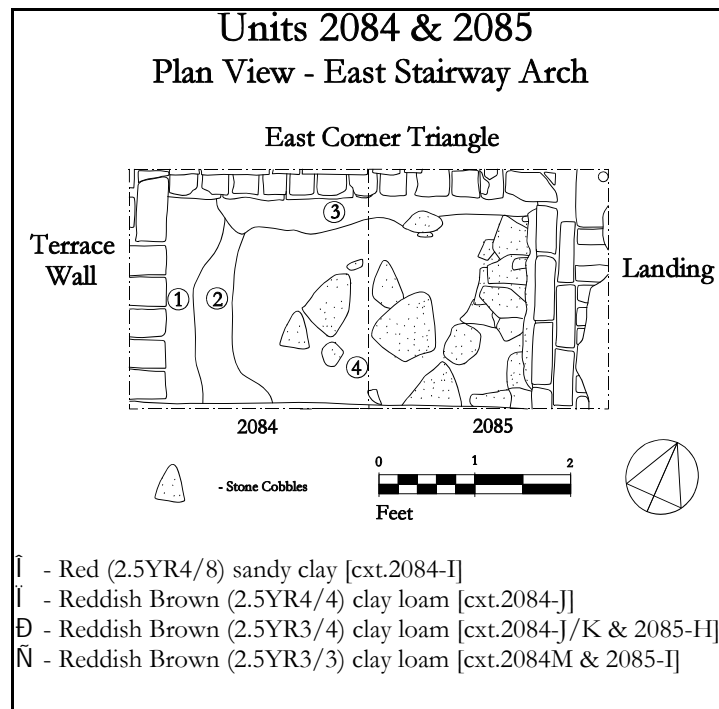 Units 2084 & 2085
Plan View - East Stairway Arch
East Corner Triangle
3
Terrace
Wall
Landing
1
2
4
2084
2085
0
1
2
- Stone Cobbles
Feet
Î - Red (2.5YR4/8) sandy clay [cxt.2084-I]
Ï - Reddish Brown (2.5YR4/4) clay loam [cxt.2084-J]
Ð - Reddish Brown (2.5YR3/4) clay loam [cxt.2084-J/K & 2085-H]
Ñ - Reddish Brown (2.5YR3/3) clay loam [cxt.2084M & 2085-I]